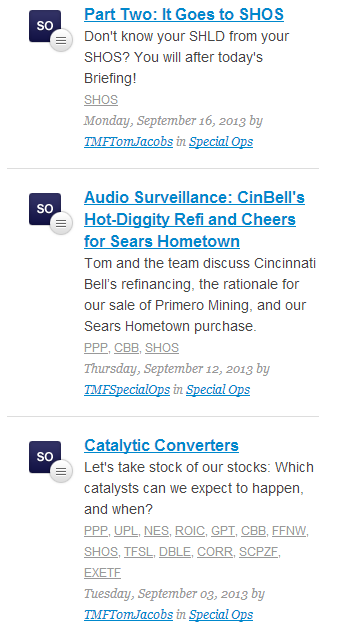 SO
Part Two: It Goes to SHOS
Don't know your SHLD from your
SHOS? You will after today's
Briefing!
SHOS
Monday, September 16, 2013 by
TMFTomJacobs in Special Ops
SO
Audio Surveillance: CinBell's
Hot-Diggity Refi and Cheers
for Sears Hometown
Tom and the team discuss Cincinnati
Bell's refinancing, the rationale for
our sale of Primero Mining, and our
Sears Hometown purchase.
PPP, CBB, SHOS
Thursday, September 12, 2013 by
TMFSpecialOps in Special Ops
SO
Catalytic Converters
Let's take stock of our stocks: Which
catalysts can we expect to happen,
and when?
PPP, UPL, NES, ROIC, GPT, CBB, FFNW,
SHOS, TFSL, DBLE, CORR, SCPZF,
EXETF
Tuesday, September 03, 2013 by
TMFTomJacobs in Special Ops